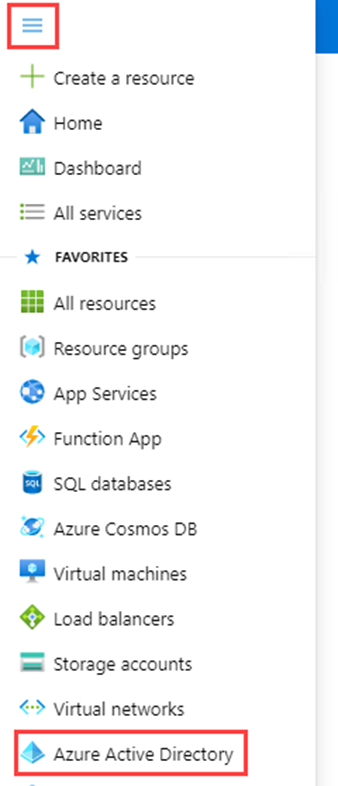 Create a resource
Home
Dashboard
All services
FAVORITES
All resources
Resource groups
App Services
Function App
SQL
SQL databases
Azure Cosmos DB
Virtual machines
Load balancers
Storage accounts
Virtual networks
Azure Active Directory